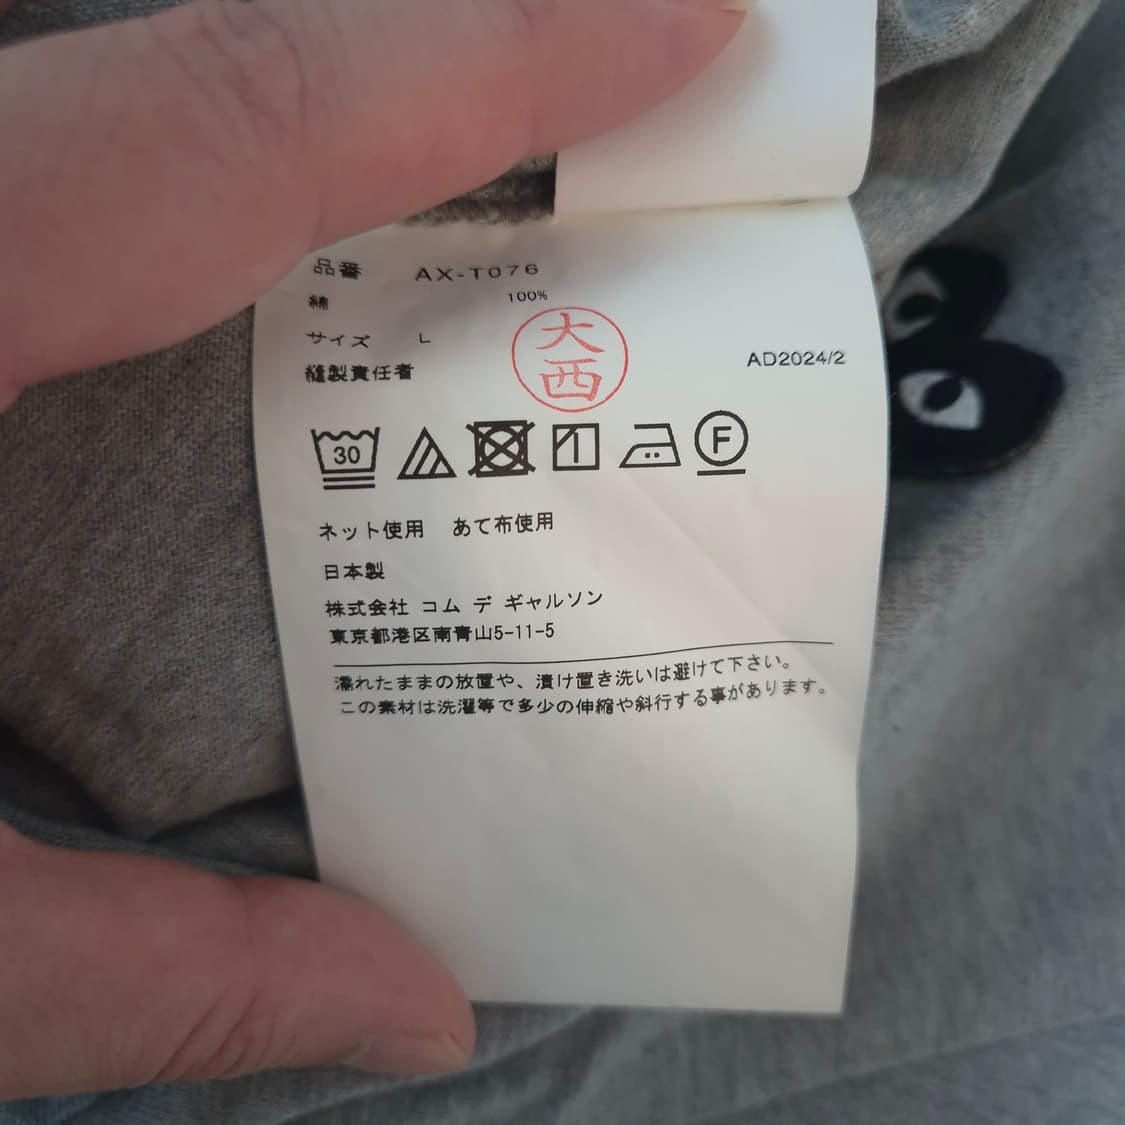 品番 AX-T076
綿 100%
サイズ L
縫製責任者 大西
AD2024/2
30 F
ネット使用 あて布使用
日本製
株式会社 コム デ ギャルソン
東京都港区南青山5-11-5
濡れたままの放置や、漬け置き洗いは避けて下さい。
この素材は洗濯等で多少の伸縮や斜行する事があります。